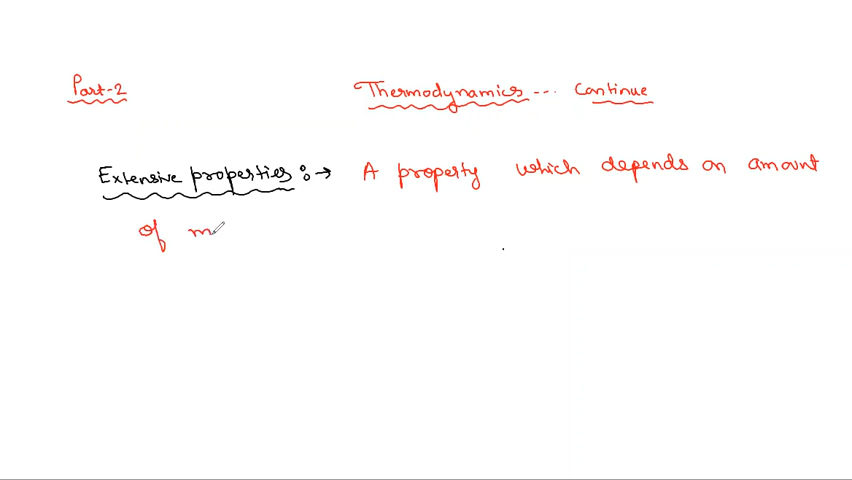 Part-2 Thermodynamics --- Continue
Extensive properties :→ A property which depends on amount
of m